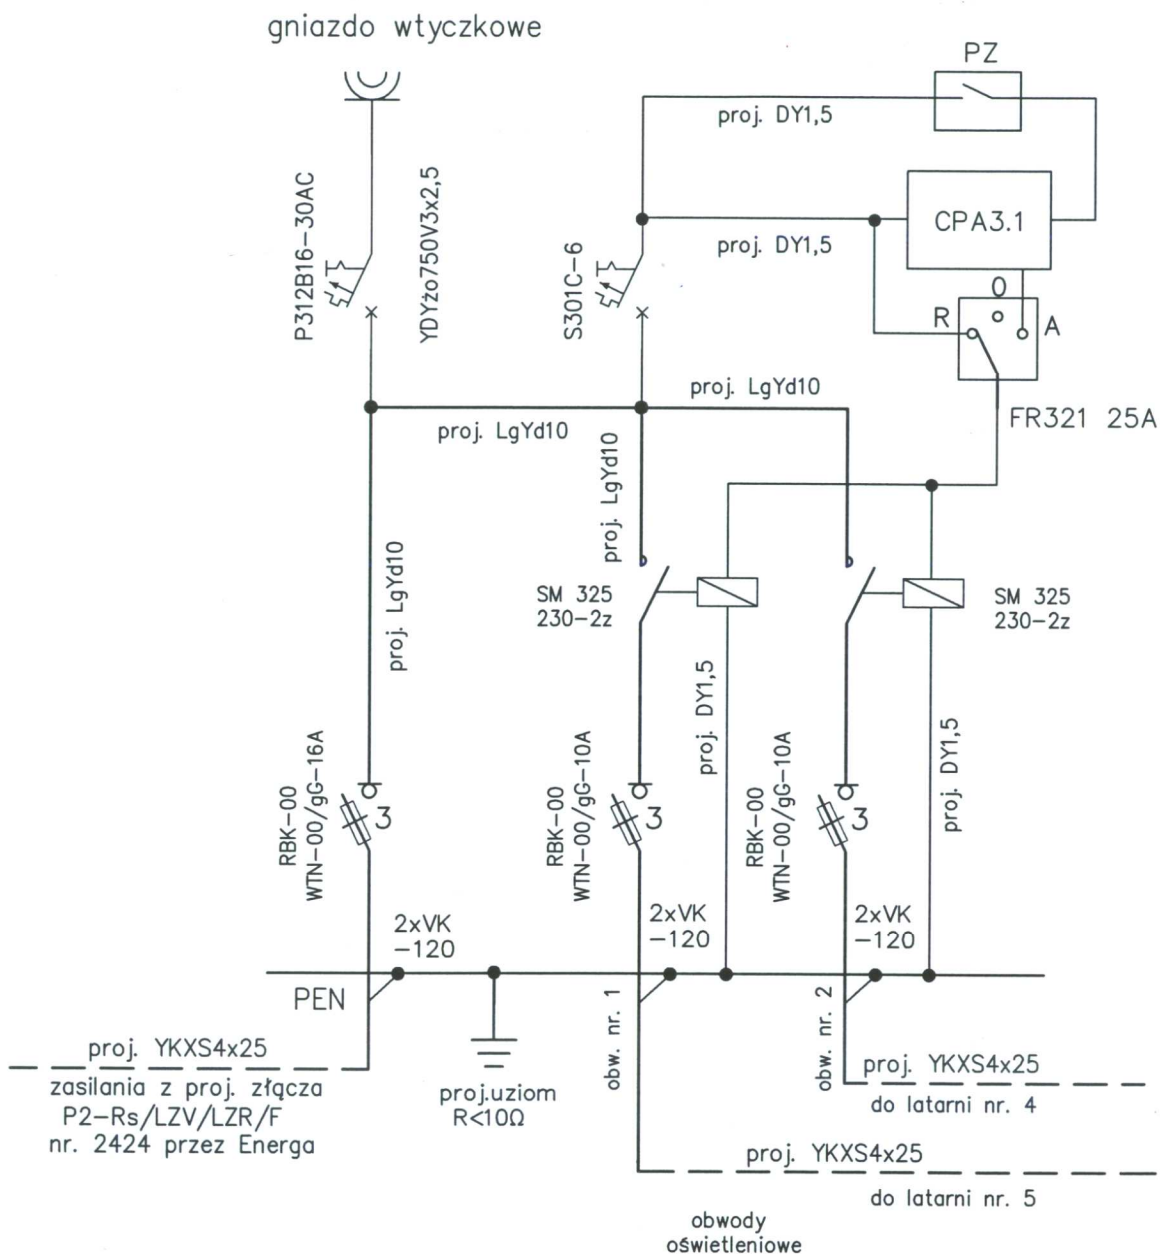 gniazdo wtyczkowe
PZ
proj. DY1,5
P312B16-30AC
YDYżo750V3x2,5
S301C-6
proj. DY1,5
CPA3.1
0
R
A
FR321 25A
proj. LgYd10
proj. LgYd10
proj. LgYd10
proj. LgYd10
SM 325
230-2z
SM 325
230-2z
proj. DY1,5
proj. DY1,5
RBK-00
WTN-00/gG-16A
3
RBK-00
WTN-00/gG-10A
3
RBK-00
WTN-00/gG-10A
3
2xVK
-120
2xVK
-120
2xVK
-120
PEN
obw. nr. 1
obw. nr. 2
proj. YKXS4x25
zasilania z proj. złącza
P2-Rs/LZV/LZR/F
nr. 2424 przez Energa
proj.uziom
R<10Ω
proj. YKXS4x25
do latarni nr. 4
proj. YKXS4x25
do latarni nr. 5
obwody
oświetleniowe